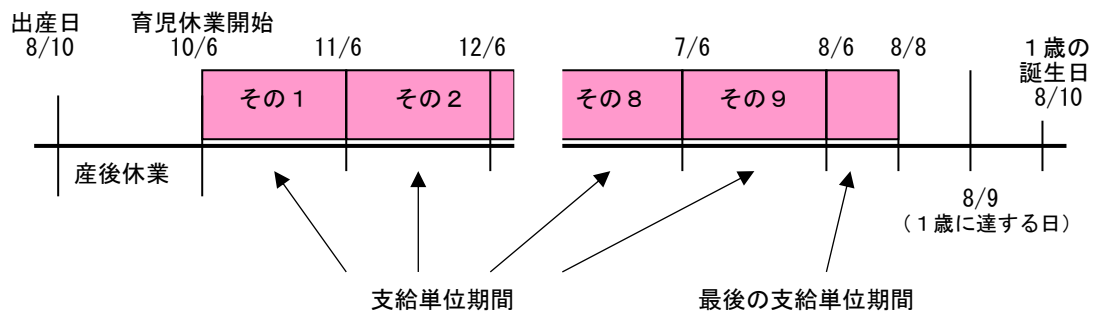 出産日
8/10
育児休業開始
10/6
11/6
12/6
7/6
8/6
8/8
１歳の
誕生日
8/10
その１
その２
その８
その９
産後休業
8/9
（１歳に達する日）
支給単位期間
最後の支給単位期間